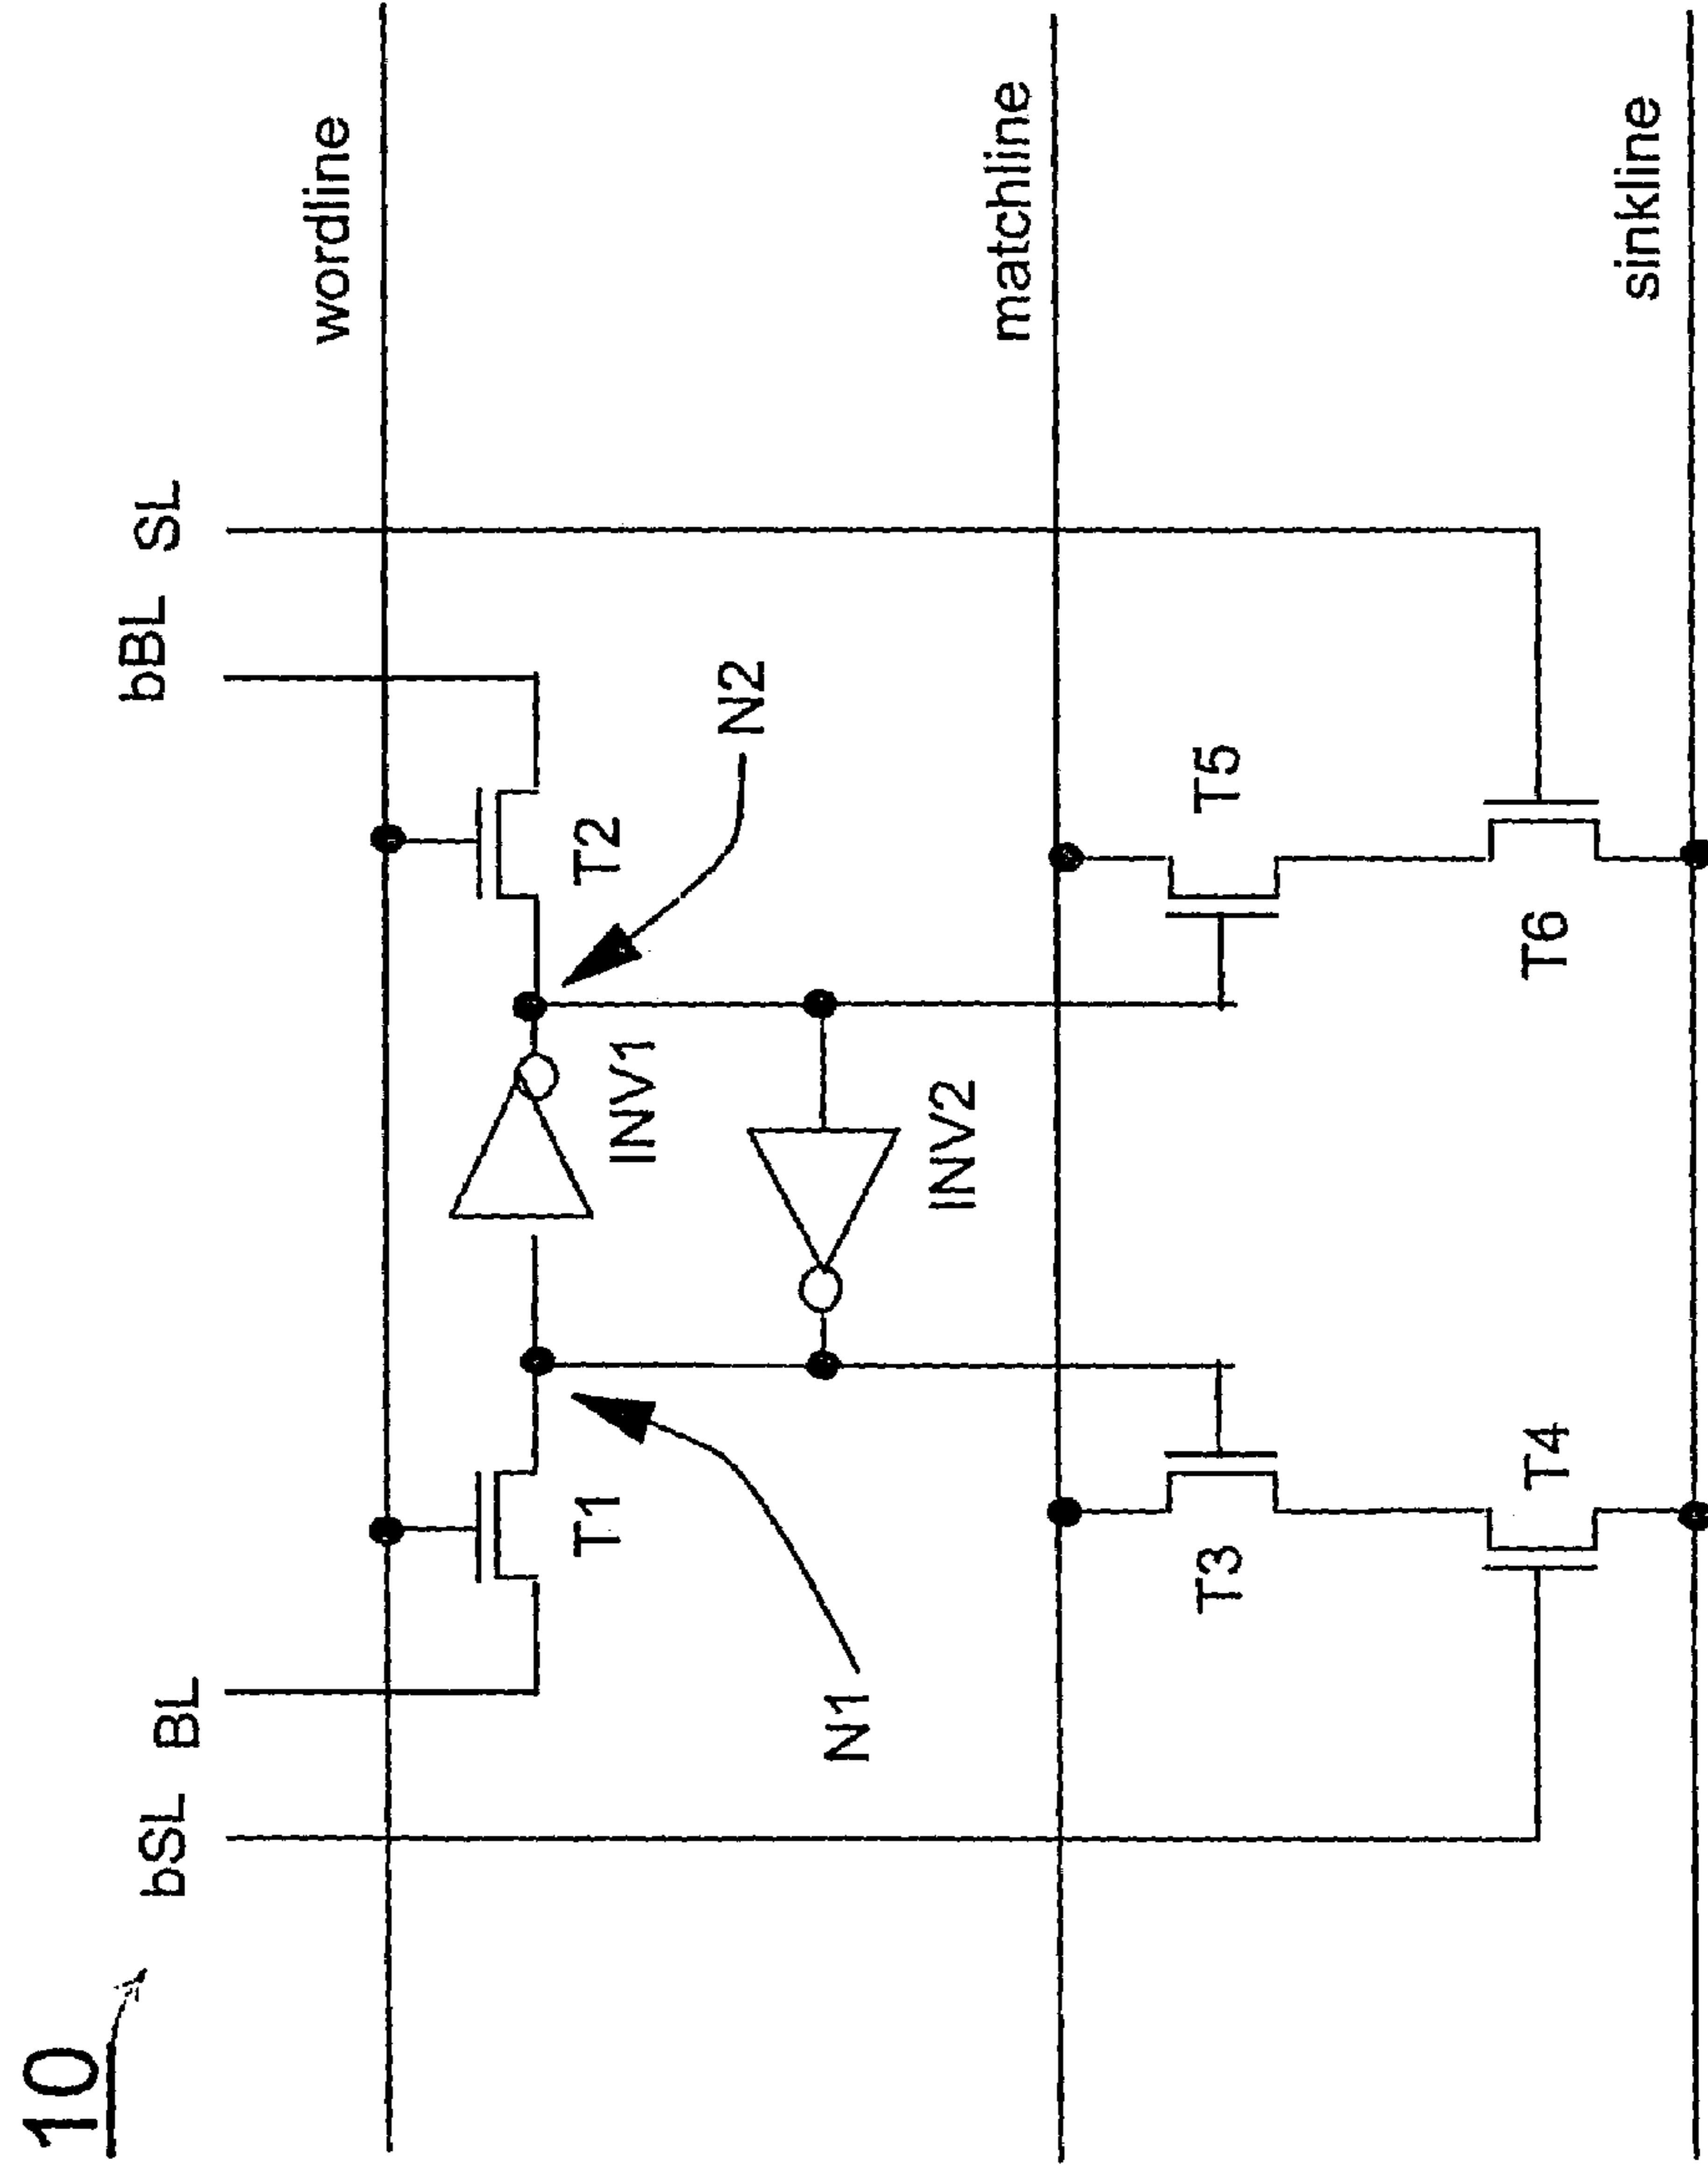 10
bSL BL bBL SL
wordline
T1 T2
INV1
N2
INV2
N1
matchline
T3 T5
T4 T6
sinkline